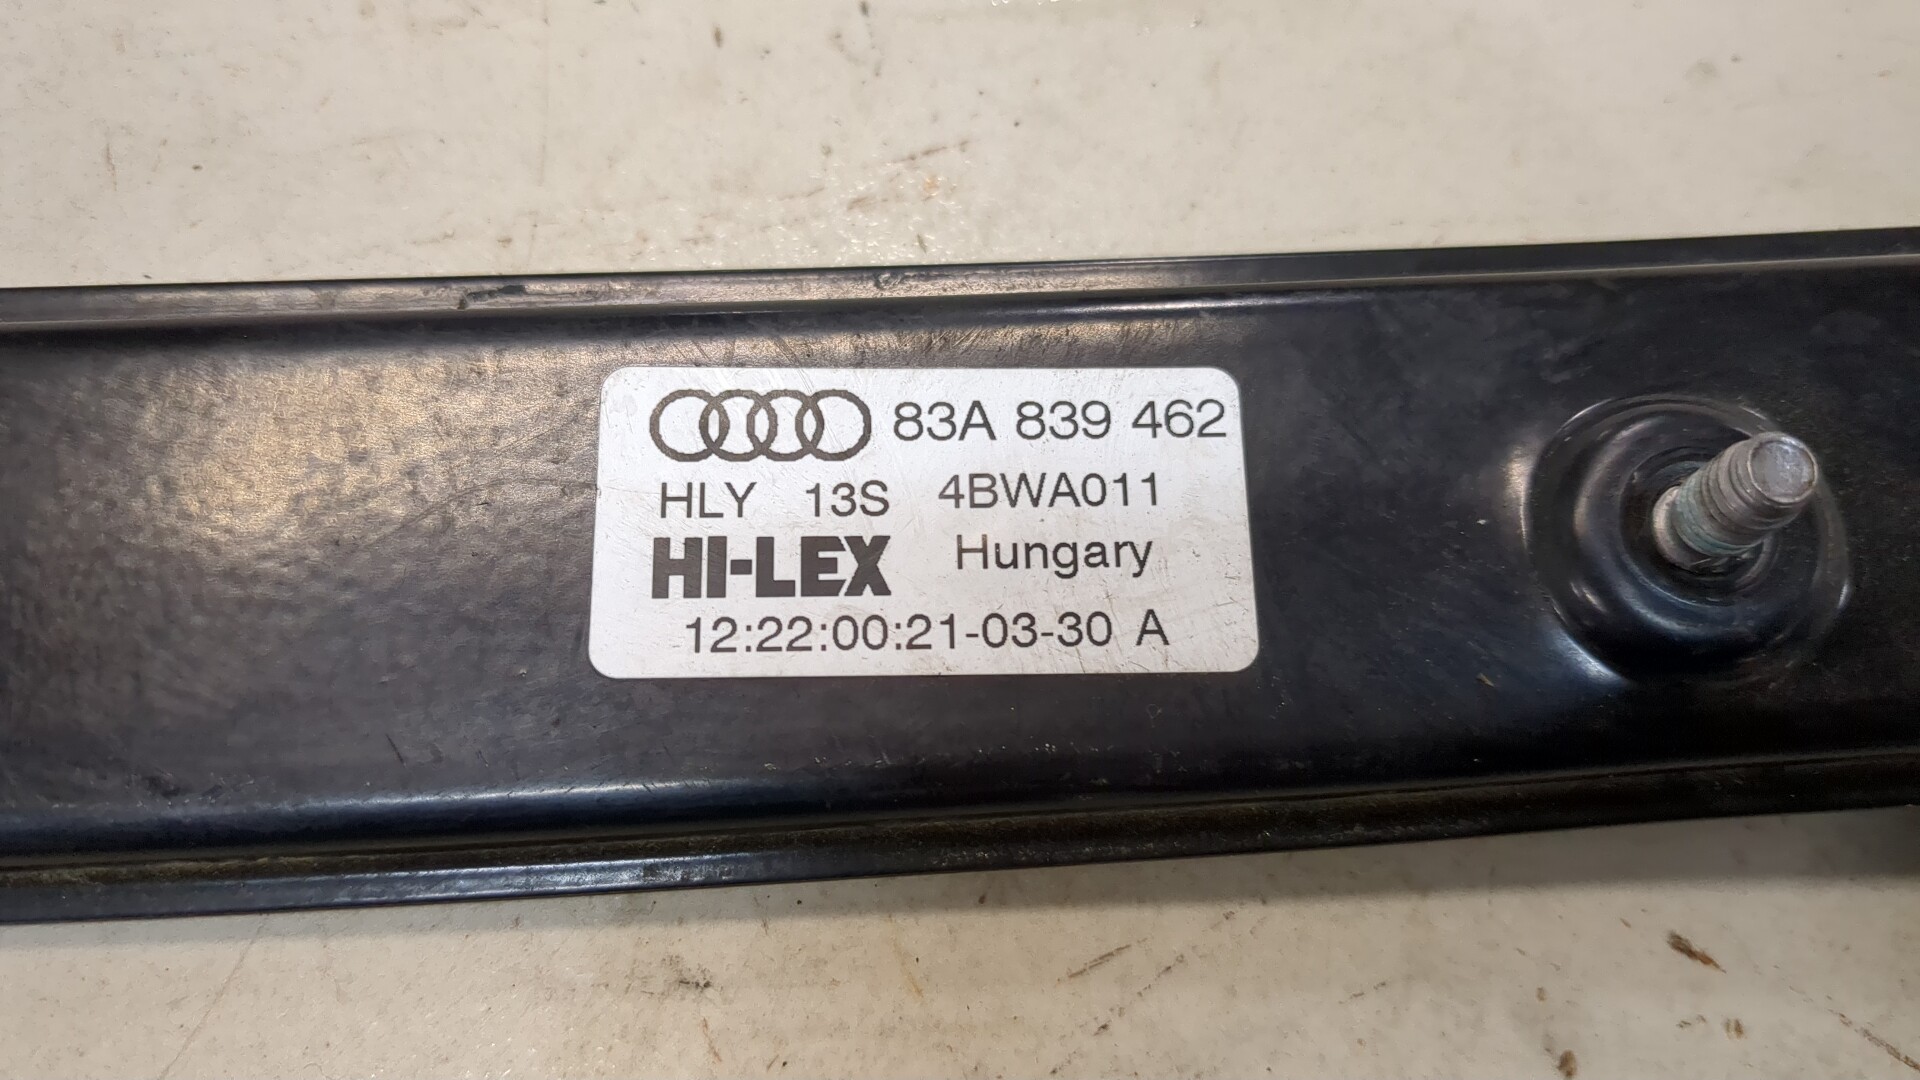 83A 839 462
HLY 13S 4BWA011
HI-LEX Hungary
12:22:00:21-03-30 A